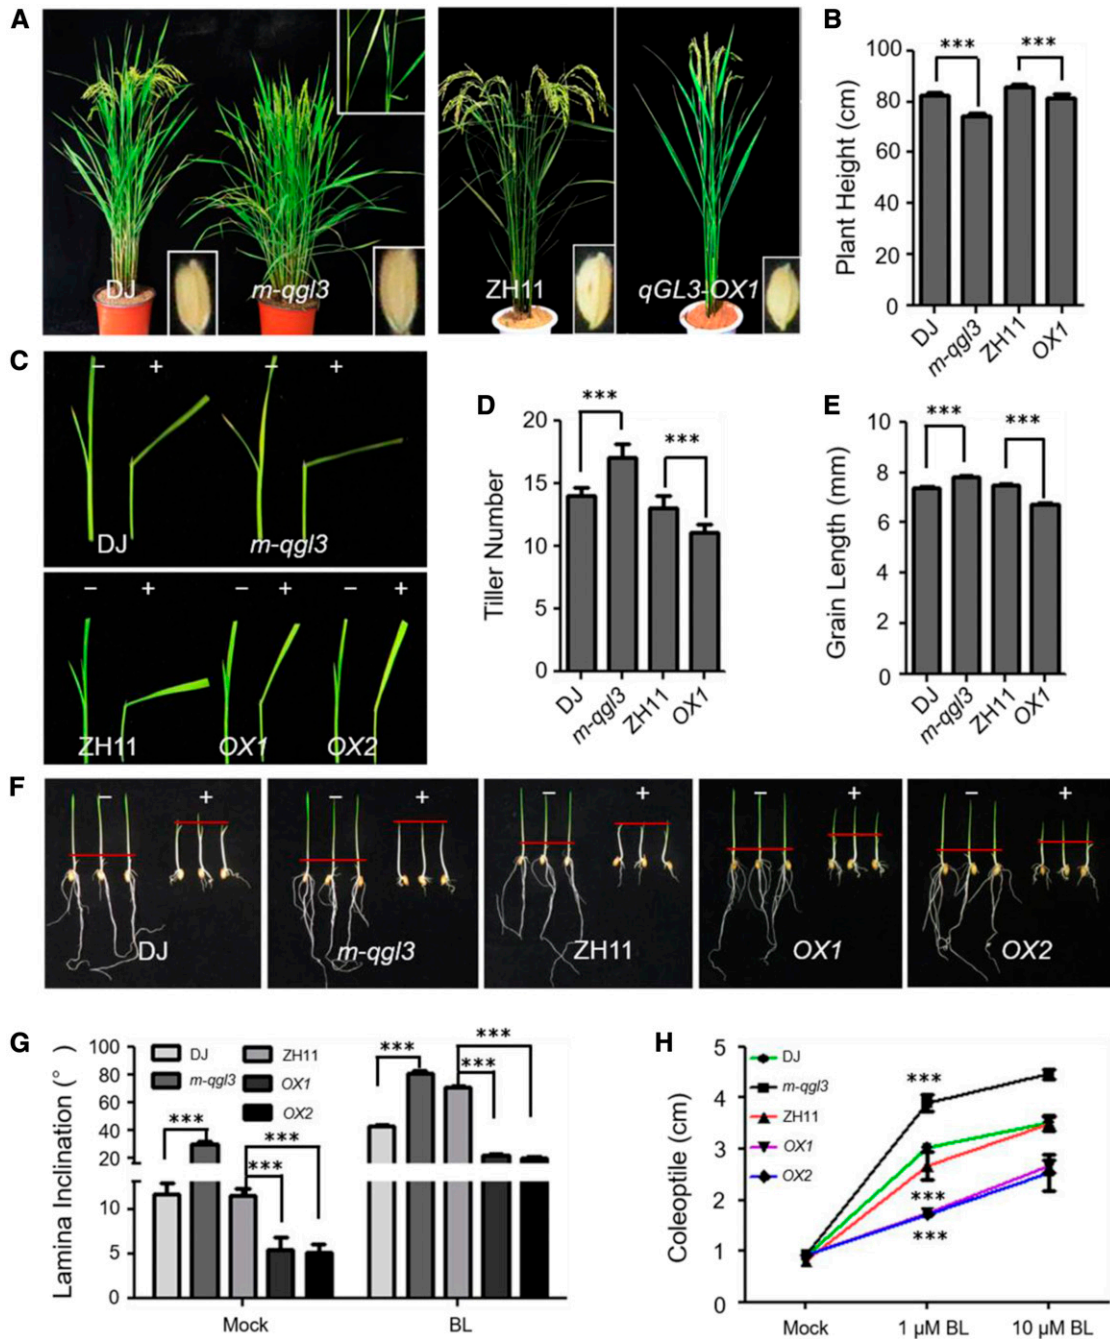 A
DJ
m-qgl3
ZH11
qGL3-OX1
B
Plant Height (cm)
100
80
60
40
20
0
*** ***
DJ m-qgl3 ZH11 OX1
C
– + – +
DJ m-qgl3
– + – + – +
ZH11 OX1 OX2
D
Tiller Number
20
15
10
5
0
*** ***
DJ m-qgl3 ZH11 OX1
E
Grain Length (mm)
10
8
6
4
2
0
*** ***
DJ m-qgl3 ZH11 OX1
F
– + – + – + – + – +
DJ m-qgl3 ZH11 OX1 OX2
G
Lamina Inclination (°)
100
80
60
40
20
10
5
0
DJ ZH11
m-qgl3 OX1
OX2
*** *** ***
*** *** ***
Mock BL
H
Coleoptile (cm)
5
4
3
2
1
0
DJ
m-qgl3
ZH11
OX1
OX2
***
***
***
Mock 1 μM BL 10 μM BL